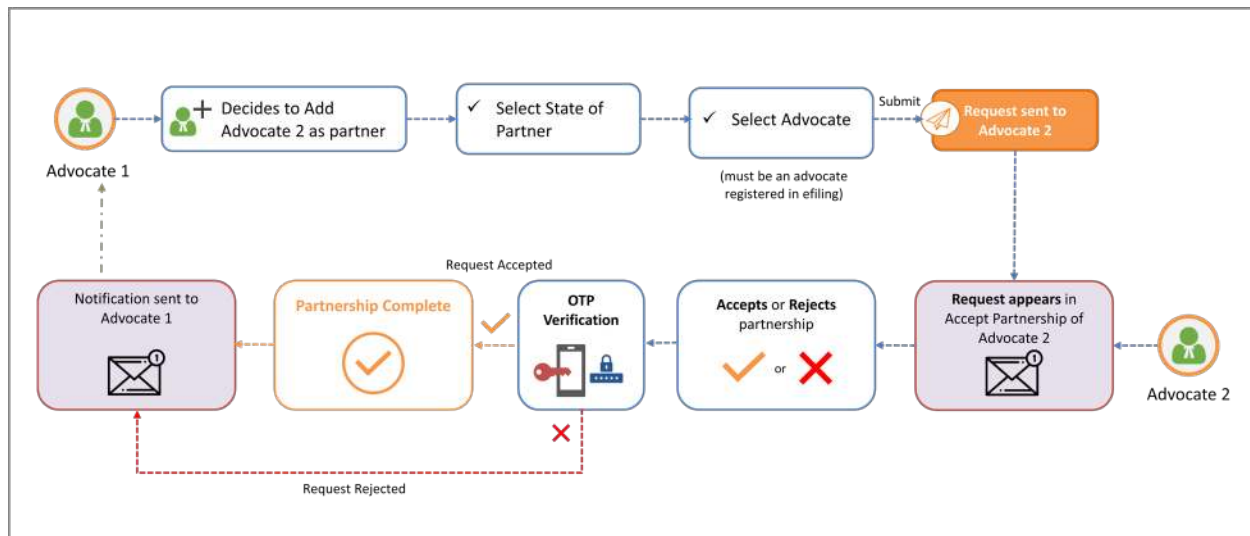 Decides to Add
Advocate 2 as partner
Select State of
Partner
Select Advocate
Submit
Request sent to
Advocate 2
Advocate 1
(must be an advocate
registered in efiling)
Request Accepted
Notification sent to
Advocate 1
1
Partnership Complete
OTP
Verification
Accepts or Rejects
partnership
or
Request appears in
Accept Partnership of
Advocate 2
1
Advocate 2
Request Rejected